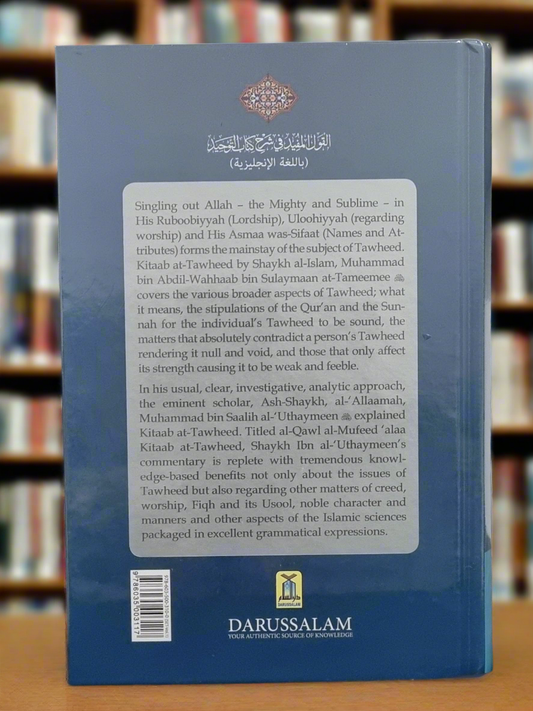 القول المفيد في شرح كتاب التوحيد
(باللغة الإنجليزية)
Singling out Allah – the Mighty and Sublime – in
His Ruboobiyyah (Lordship), Uloohiyyah (regarding
worship) and His Asmaa was-Sifaat (Names and At-
tributes) forms the mainstay of the subject of Tawheed.
Kitaab at-Tawheed by Shaykh al-Islam, Muhammad
bin Abdil-Wahhaab bin Sulaymaan at-Tameemee
covers the various broader aspects of Tawheed; what
it means, the stipulations of the Qur'an and the Sun-
nah for the individual's Tawheed to be sound, the
matters that absolutely contradict a person's Tawheed
rendering it null and void, and those that only affect
its strength causing it to be weak and feeble.
In his usual, clear, investigative, analytic approach,
the eminent scholar, Ash-Shaykh, al-'Allaamah,
Muhammad bin Saalih al-'Uthaymeen explained
Kitaab at-Tawheed. Titled al-Qawl al-Mufeed 'alaa
Kitaab at-Tawheed, Shaykh Ibn al-'Uthaymeen's
commentary is replete with tremendous knowl-
edge-based benefits not only about the issues of
Tawheed but also regarding other matters of creed,
worship, Fiqh and its Usool, noble character and
manners and other aspects of the Islamic sciences
packaged in excellent grammatical expressions.
9786035003117
دارالسلام
DARUSSALAM
DARUSSALAM
YOUR AUTHENTIC SOURCE OF KNOWLEDGE